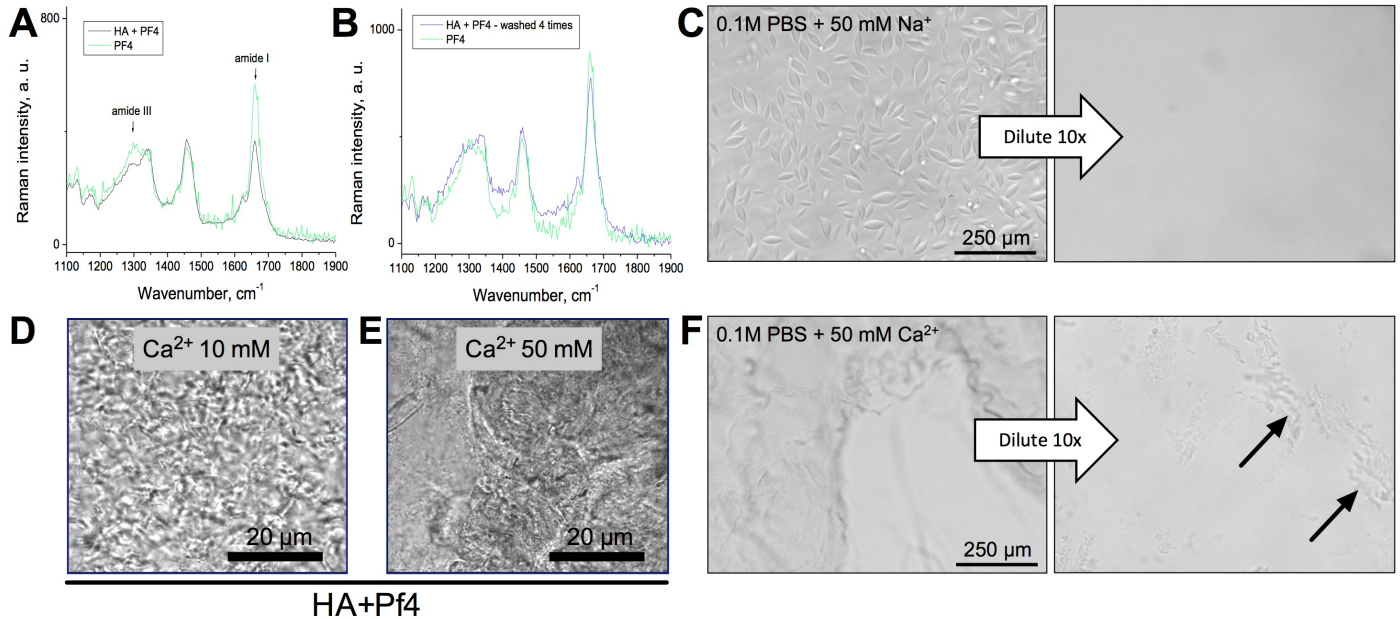 A
800
0
HA + PF4
PF4
amide III
amide I
Raman intensity, a. u.
1100 1200 1300 1400 1500 1600 1700 1800 1900
Wavenumber, cm-1
B
1000
0
HA + PF4 - washed 4 times
PF4
Raman intensity, a. u.
1100 1200 1300 1400 1500 1600 1700 1800 1900
Wavenumber, cm-1
C
0.1M PBS + 50 mM Na+
Dilute 10x
250 µm
D
Ca2+ 10 mM
20 µm
E
Ca2+ 50 mM
20 µm
HA+Pf4
F
0.1M PBS + 50 mM Ca2+
Dilute 10x
250 µm